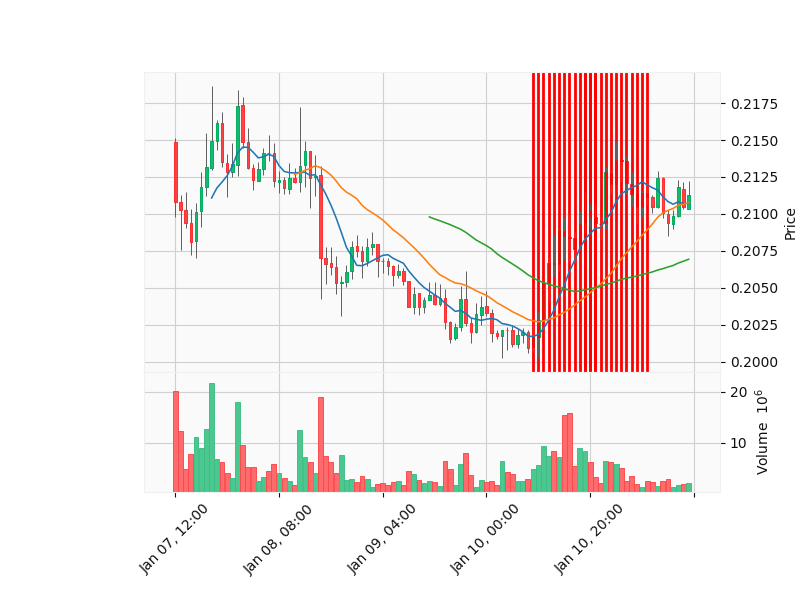 0.2175
0.2150
0.2125
0.2100
0.2075
0.2050
0.2025
0.2000
Price
20
10
Volume 10^6
Jan 07, 12:00
Jan 08, 08:00
Jan 09, 04:00
Jan 10, 00:00
Jan 10, 20:00